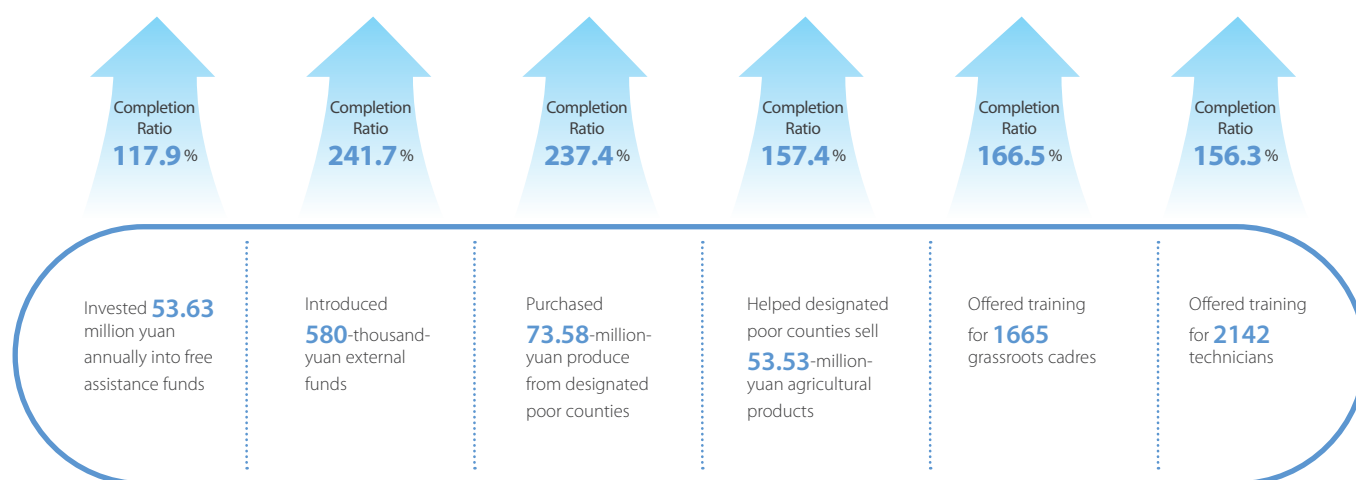 Completion
Ratio
117.9 %
Completion
Ratio
241.7 %
Completion
Ratio
237.4 %
Completion
Ratio
157.4 %
Completion
Ratio
166.5 %
Completion
Ratio
156.3 %
Invested 53.63
million yuan
annually into free
assistance funds
Introduced
580-thousand-
yuan external
funds
Purchased
73.58-million-
yuan produce
from designated
poor counties
Helped designated
poor counties sell
53.53-million-
yuan agricultural
products
Offered training
for 1665
grassroots cadres
Offered training
for 2142
technicians